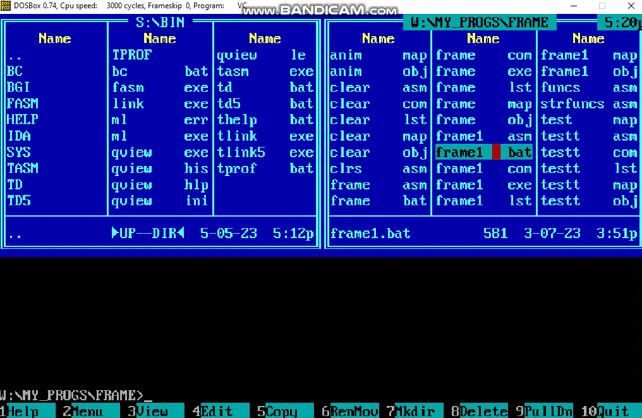 DOSBox 0.74, Cpu speed: 3000 cycles, Frameskip 0, Program: VC
www.BANDICAM.com
S:\BIN W:\MY_PROGS\FRAME 5:20p
Name Name Name Name Name Name
.. TPROF qview le anim map frame com frame1 map
BC bc bat tasm exe anim obj frame exe frame1 obj
BGI fasm exe td bat clear asm frame lst funcs asm
FASM link exe td5 bat clear com frame map strfuncs asm
HELP ml err thelp bat clear lst frame obj test map
IDA ml exe tlink exe clear map frame1 asm testt asm
SYS qview exe tlink5 exe clear obj frame1 bat testt com
TASM qview his tprof bat clrs asm frame1 com testt lst
TD qview hlp frame asm frame1 exe testt map
TD5 qview ini frame bat frame1 lst testt obj
.. ►UP--DIR◄ 5-05-23 5:12p frame1.bat 581 3-07-23 3:51p
W:\MY_PROGS\FRAME>_
1Help 2Menu 3View 4Edit 5Copy 6RenMov 7Mkdir 8Delete 9PullDn 10Quit